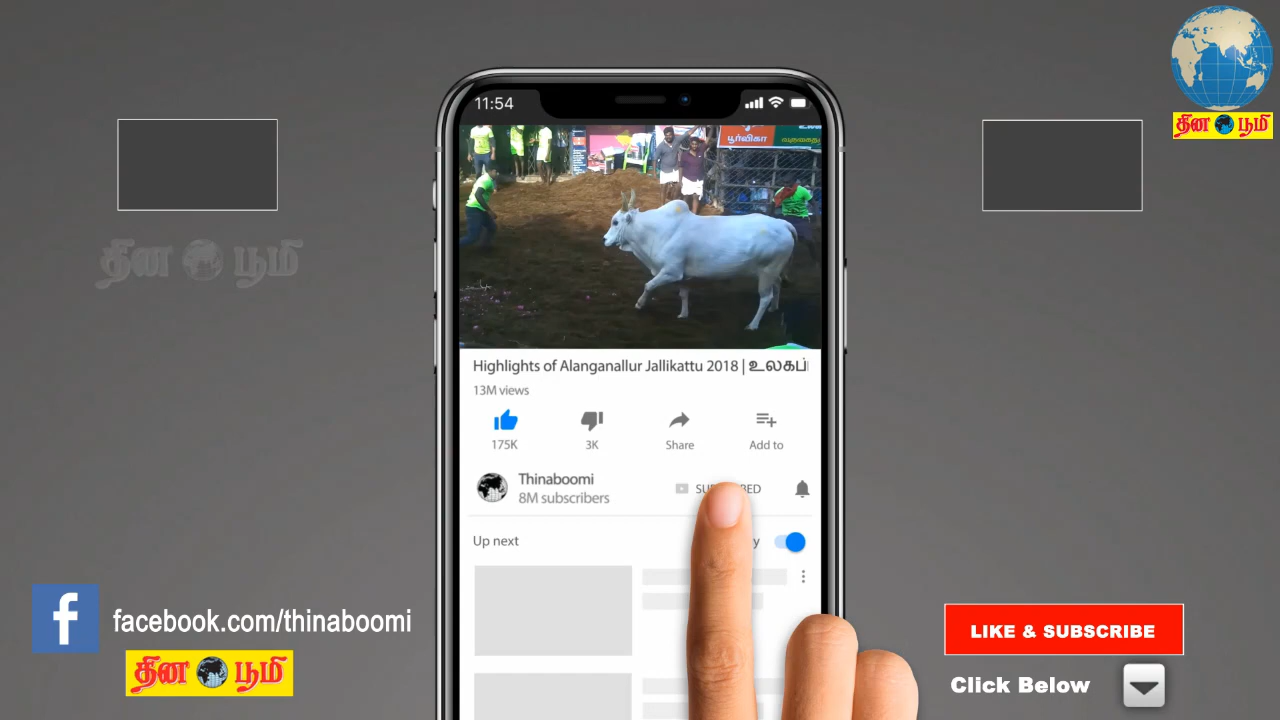 தின பூமி
தின பூமி
11:54
பூர்விகா
Highlights of Alanganallur Jallikattu 2018 | உலகப்
13M views
175K
3K
Share
Add to
Thinaboomi
8M subscribers
Up next
facebook.com/thinaboomi
தின பூமி
LIKE & SUBSCRIBE
Click Below